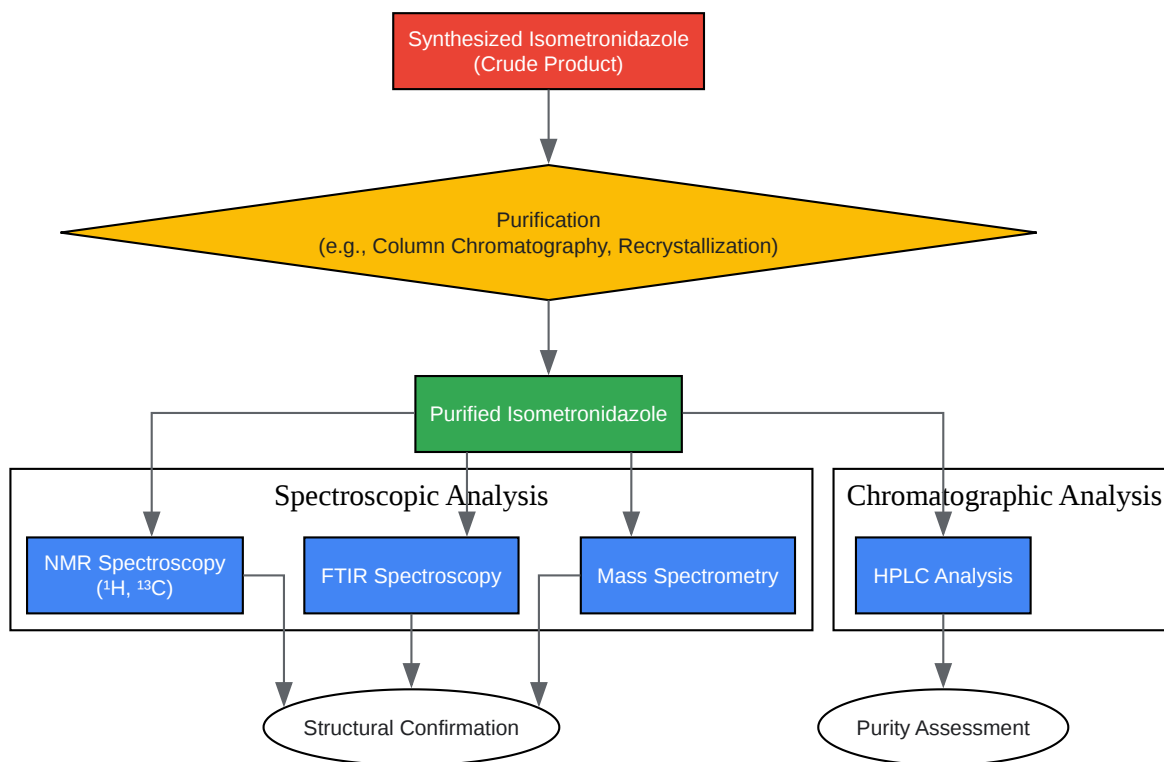 Synthesized Isometronidazole
(Crude Product)
Purification
(e.g., Column Chromatography, Recrystallization)
Purified Isometronidazole
Spectroscopic Analysis
Chromatographic Analysis
NMR Spectroscopy
(¹H, ¹³C)
FTIR Spectroscopy
Mass Spectrometry
HPLC Analysis
Structural Confirmation
Purity Assessment